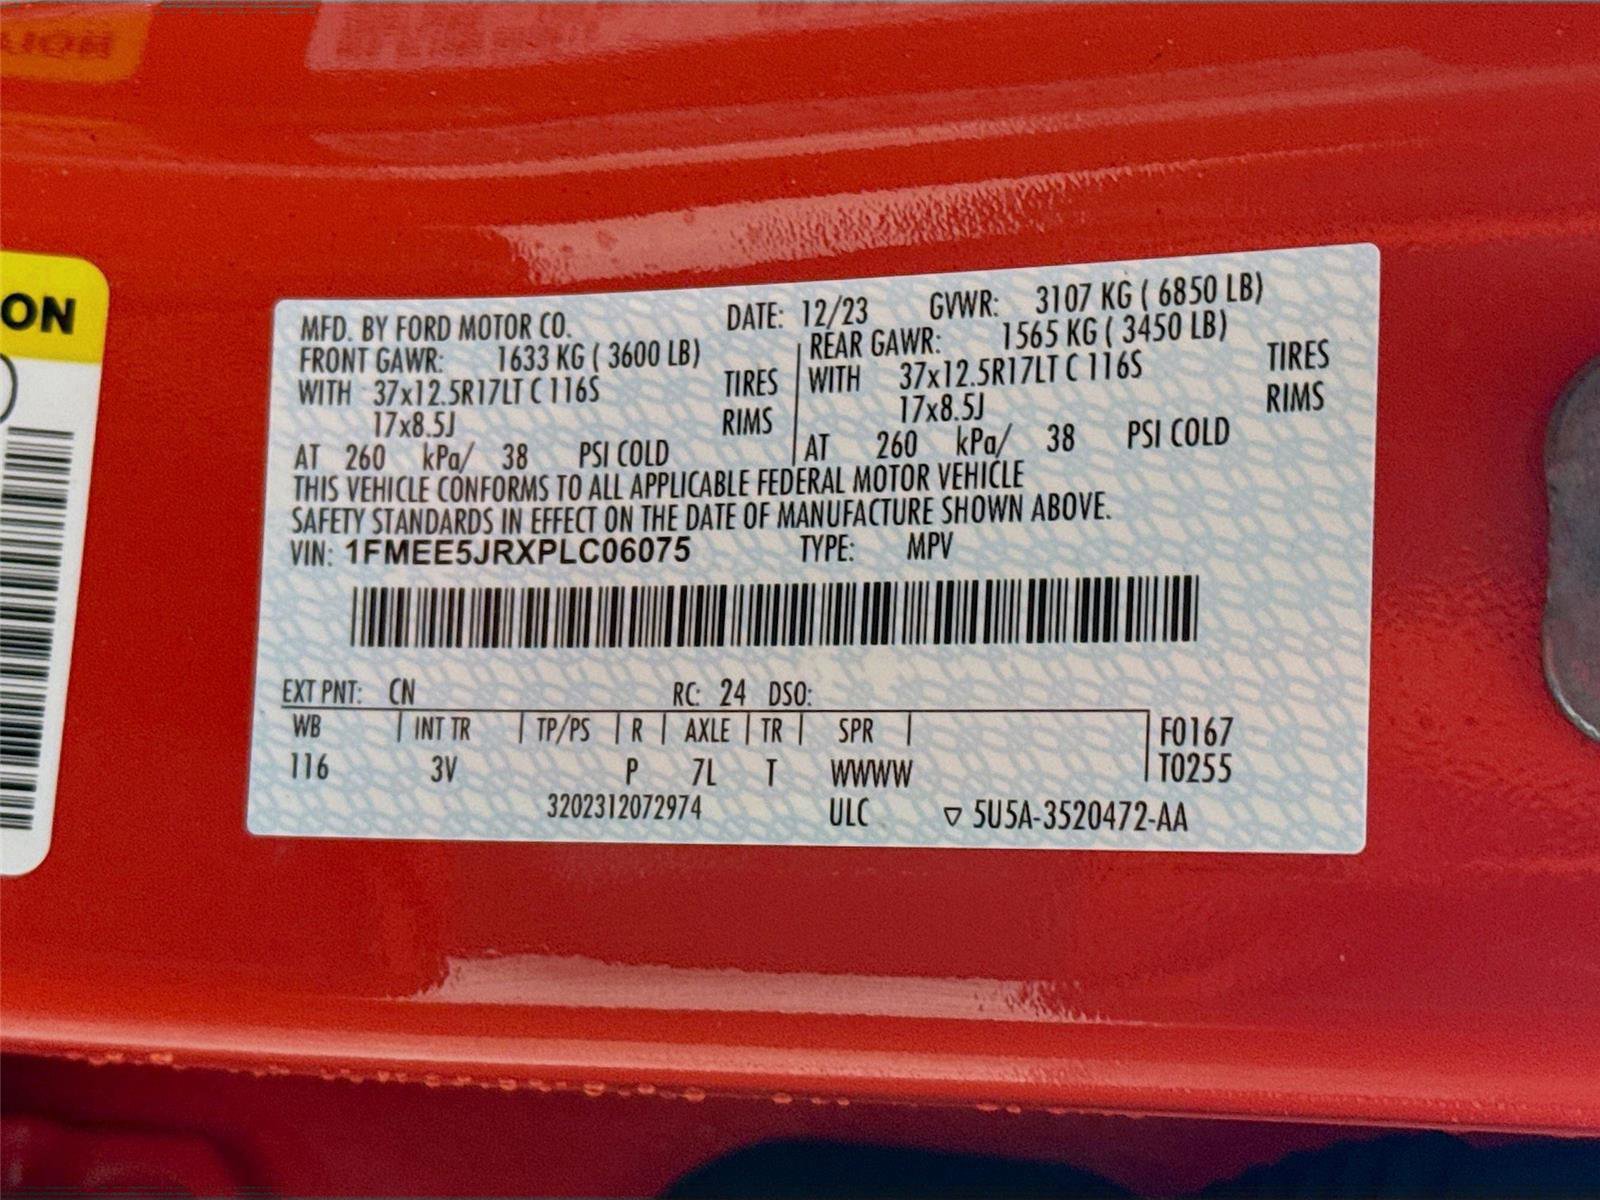 ON
MFD. BY FORD MOTOR CO. DATE: 12/23 GVWR: 3107 KG ( 6850 LB)
FRONT GAWR: 1633 KG ( 3600 LB) REAR GAWR: 1565 KG ( 3450 LB)
WITH 37x12.5R17LT C 116S TIRES WITH 37x12.5R17LT C 116S TIRES
17x8.5J RIMS 17x8.5J RIMS
AT 260 kPa/ 38 PSI COLD AT 260 kPa/ 38 PSI COLD
THIS VEHICLE CONFORMS TO ALL APPLICABLE FEDERAL MOTOR VEHICLE
SAFETY STANDARDS IN EFFECT ON THE DATE OF MANUFACTURE SHOWN ABOVE.
VIN: 1FMEE5JRXPLC06075 TYPE: MPV
EXT PNT: CN RC: 24 DSO:
WB INT TR TP/PS R AXLE TR SPR F0167
116 3V P 7L T WWWW T0255
3202312072974 ULC ▽ 5U5A-3520472-AA